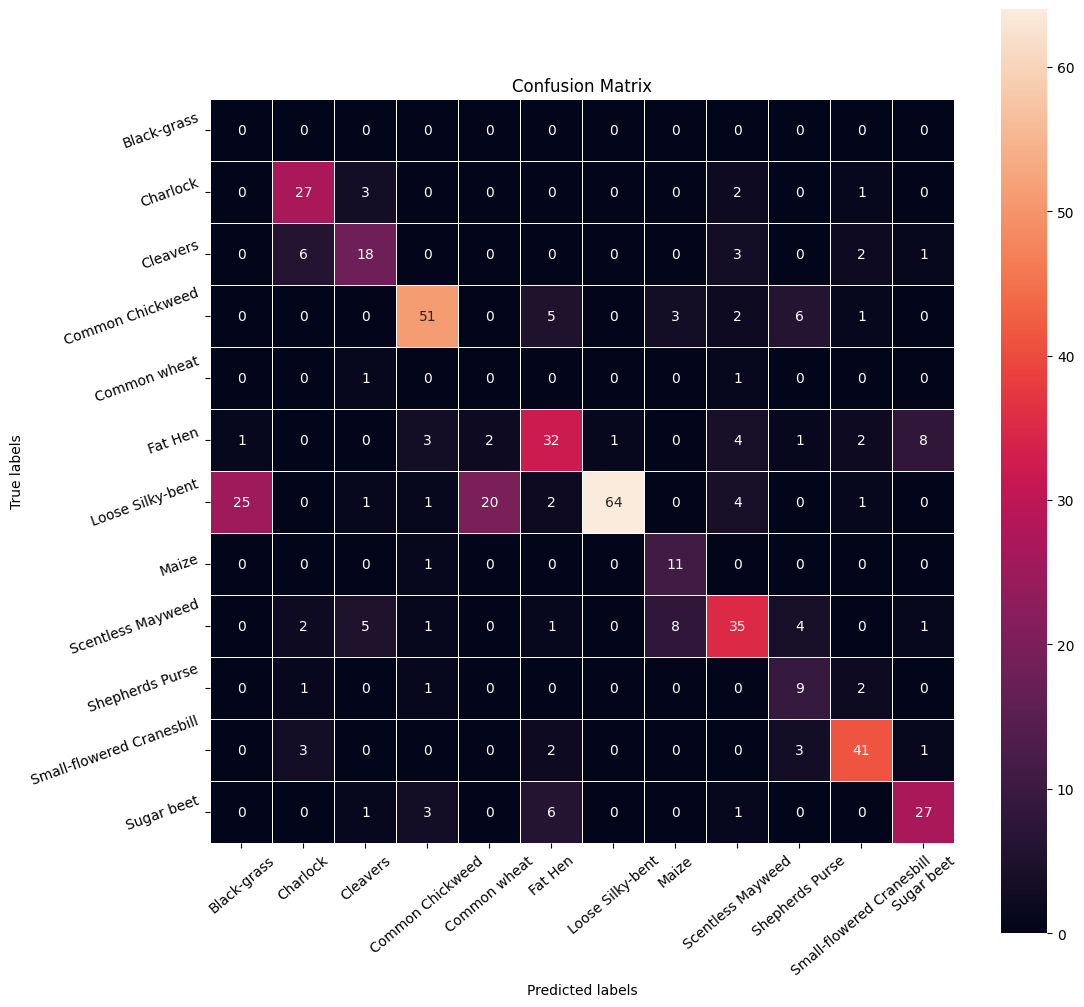 Confusion Matrix
Black-grass 0 0 0 0 0 0 0 0 0 0 0 0
Charlock 0 27 3 0 0 0 0 0 2 0 1 0
Cleavers 0 6 18 0 0 0 0 0 3 0 2 1
Common Chickweed 0 0 0 51 0 5 0 3 2 6 1 0
Common wheat 0 0 1 0 0 0 0 0 1 0 0 0
Fat Hen 1 0 0 3 2 32 1 0 4 1 2 8
Loose Silky-bent 25 0 1 1 20 2 64 0 4 0 1 0
Maize 0 0 0 1 0 0 0 11 0 0 0 0
Scentless Mayweed 0 2 5 1 0 1 0 8 35 4 0 1
Shepherds Purse 0 1 0 1 0 0 0 0 0 9 2 0
Small-flowered Cranesbill 0 3 0 0 0 2 0 0 0 3 41 1
Sugar beet 0 0 1 3 0 6 0 0 1 0 0 27
Black-grass Charlock Cleavers Common Chickweed Common wheat Fat Hen Loose Silky-bent Maize Scentless Mayweed Shepherds Purse Small-flowered Cranesbill Sugar beet
Predicted labels
True labels
60
50
40
30
20
10
0